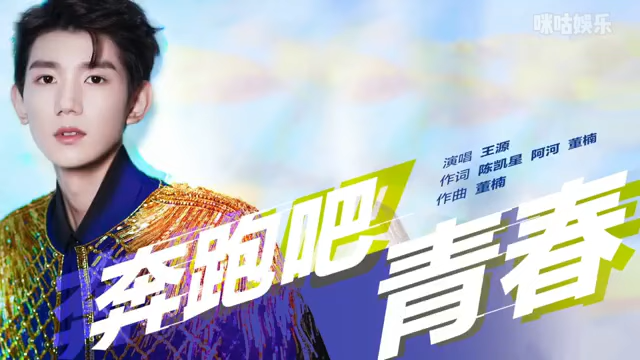 咪咕娱乐
演唱 王源
作词 陈凯星 阿河 董楠
作曲 董楠
奔跑吧
青春